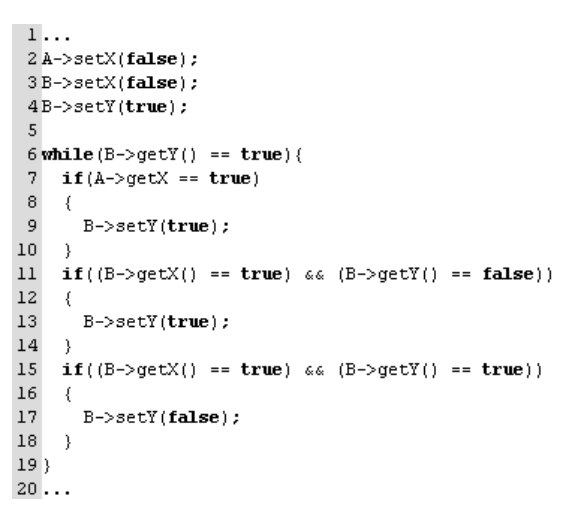 1 ...
2 A->setX(false);
3 B->setX(false);
4 B->setY(true);
5
6 while(B->getY() == true){
7   if(A->getX == true)
8   {
9     B->setY(true);
10   }
11   if((B->getX() == true) && (B->getY() == false))
12   {
13     B->setY(true);
14   }
15   if((B->getX() == true) && (B->getY() == true))
16   {
17     B->setY(false);
18   }
19 }
20 ...